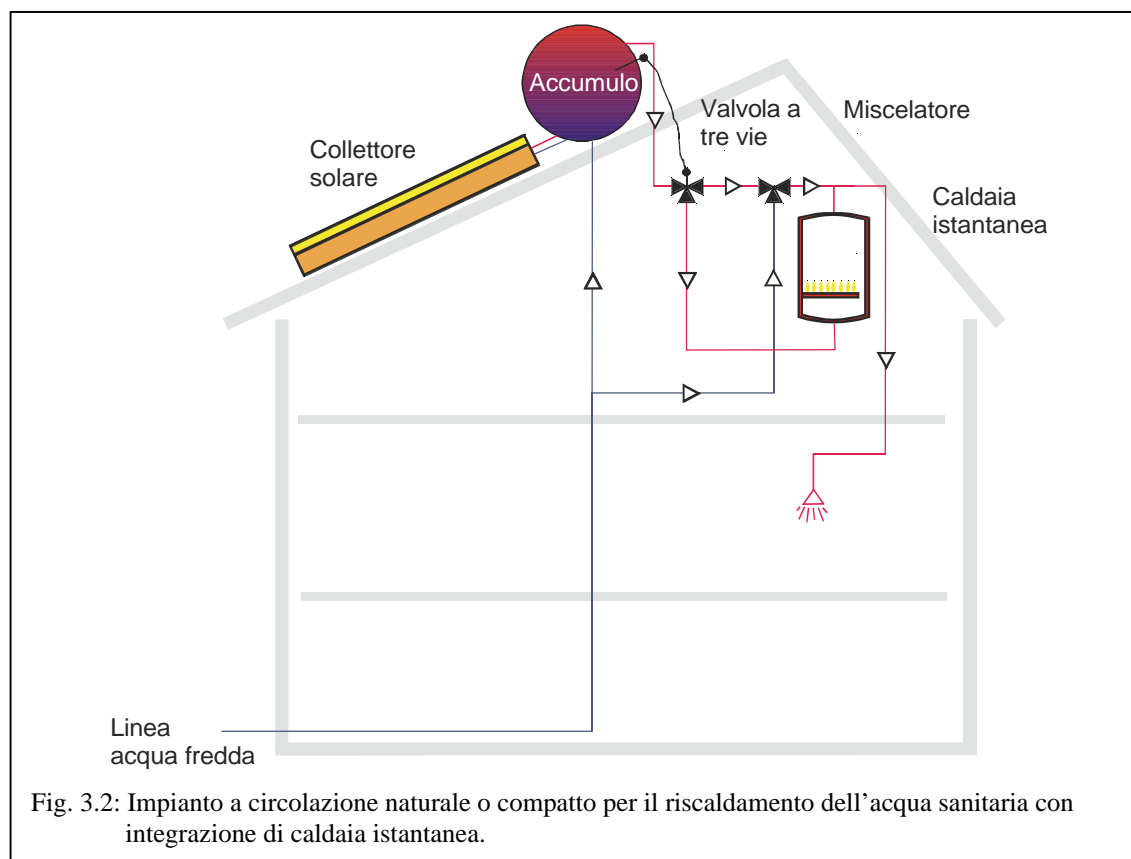 Accumulo
Valvola a
tre vie
Miscelatore
Collettore
solare
Caldaia
istantanea
Linea
acqua fredda
Fig. 3.2: Impianto a circolazione naturale o compatto per il riscaldamento dell’acqua sanitaria con
integrazione di caldaia istantanea.